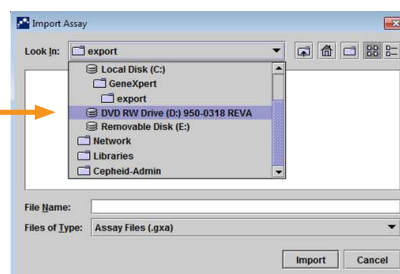 Import Assay
Look In: export
Local Disk (C:)
GeneXpert
export
DVD RW Drive (D:) 950-0318 REVA
Removable Disk (E:)
Network
Libraries
Cepheid-Admin
File Name:
Files of Type: Assay Files (.gxa)
Import Cancel